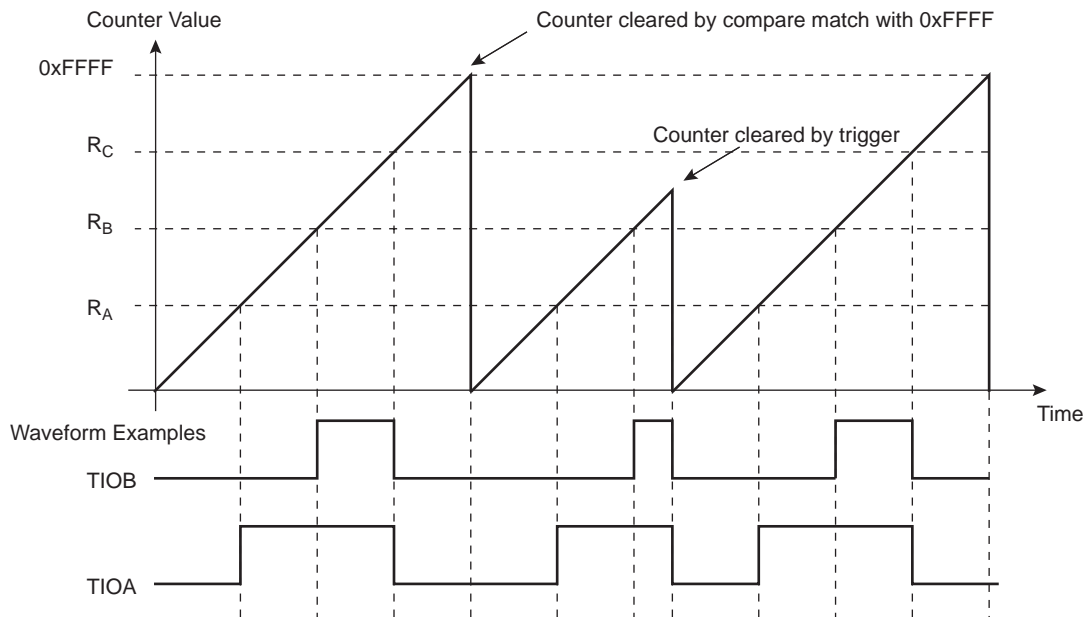 Counter Value
Counter cleared by compare match with 0xFFFF
0xFFFF
RC
Counter cleared by trigger
RB
RA
Time
Waveform Examples
TIOB
TIOA